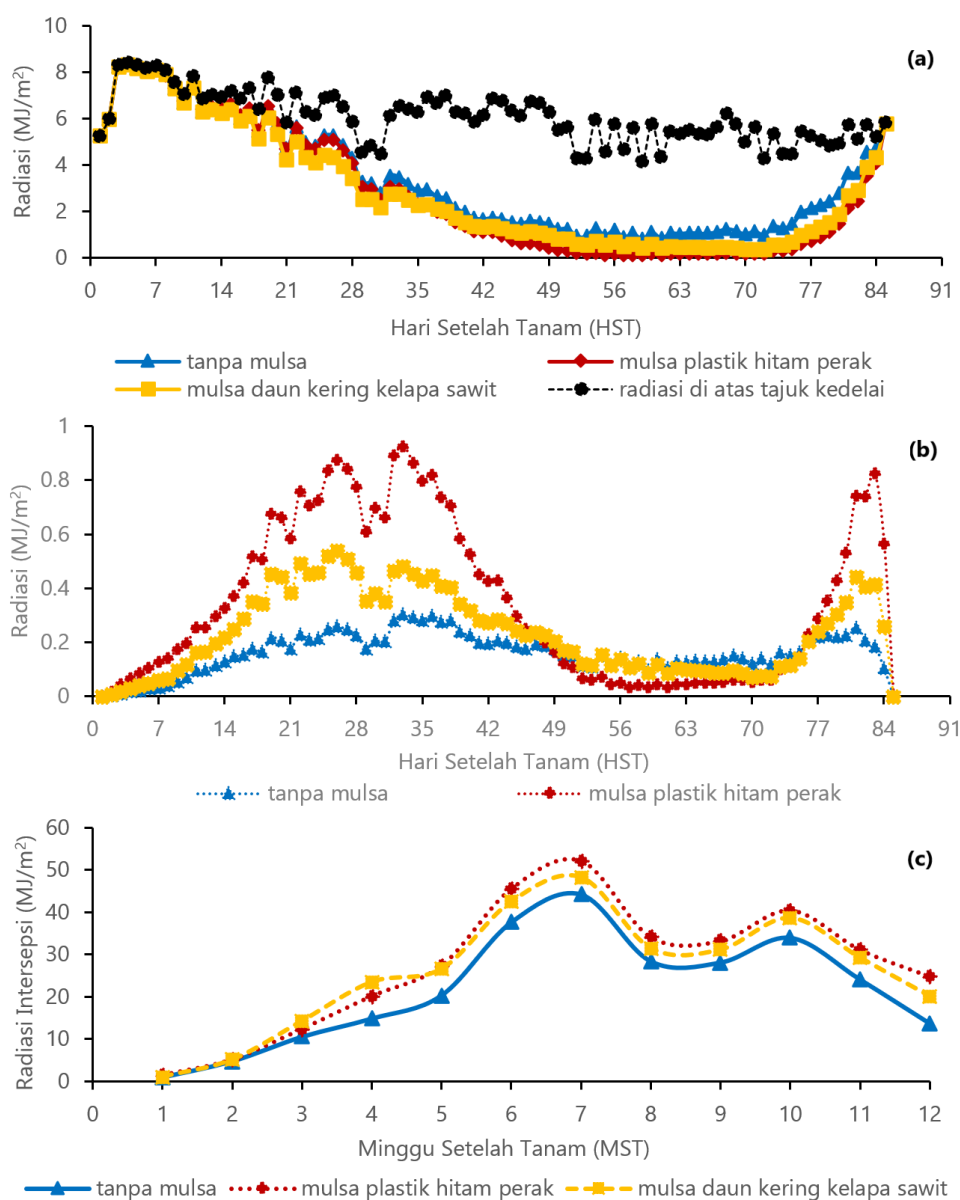 (a)
Radiasi (MJ/m²)
10
8
6
4
2
0
0 7 14 21 28 35 42 49 56 63 70 77 84 91
Hari Setelah Tanam (HST)
tanpa mulsa mulsa plastik hitam perak
mulsa daun kering kelapa sawit radiasi di atas tajuk kedelai
(b)
Radiasi (MJ/m²)
1
0.8
0.6
0.4
0.2
0
0 7 14 21 28 35 42 49 56 63 70 77 84 91
Hari Setelah Tanam (HST)
tanpa mulsa mulsa plastik hitam perak
(c)
Radiasi Intersepsi (MJ/m²)
60
50
40
30
20
10
0
0 1 2 3 4 5 6 7 8 9 10 11 12
Minggu Setelah Tanam (MST)
tanpa mulsa mulsa plastik hitam perak mulsa daun kering kelapa sawit